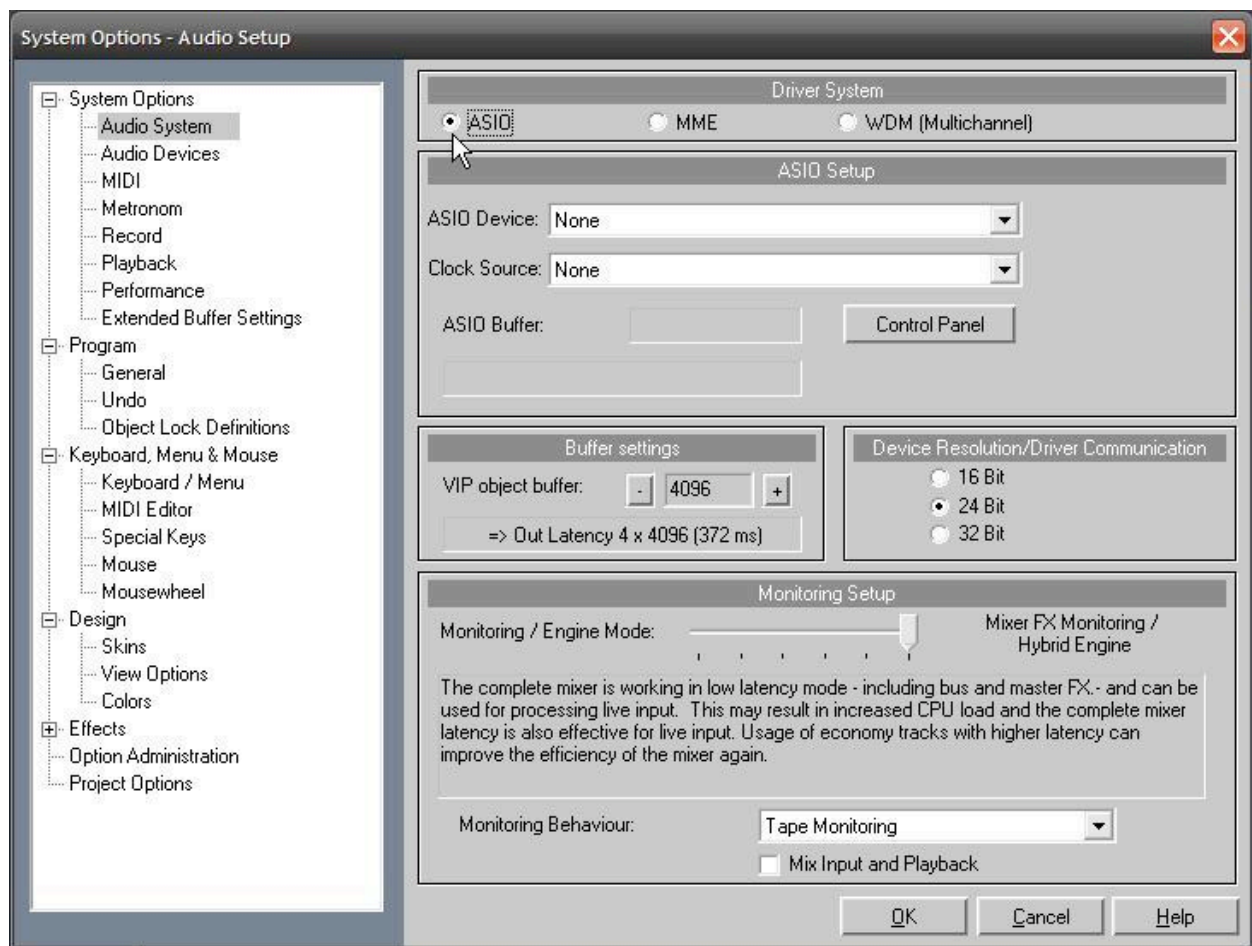 System Options - Audio Setup
System Options
Audio System
Audio Devices
MIDI
Metronom
Record
Playback
Performance
Extended Buffer Settings
Program
General
Undo
Object Lock Definitions
Keyboard, Menu & Mouse
Keyboard / Menu
MIDI Editor
Special Keys
Mouse
Mousewheel
Design
Skins
View Options
Colors
Effects
Option Administration
Project Options
Driver System
ASIO MME WDM (Multichannel)
ASIO Setup
ASIO Device: None
Clock Source: None
ASIO Buffer: Control Panel
Buffer settings
VIP object buffer: - 4096 +
=> Out Latency 4 x 4096 (372 ms)
Device Resolution/Driver Communication
16 Bit
24 Bit
32 Bit
Monitoring Setup
Monitoring / Engine Mode:
Mixer FX Monitoring /
Hybrid Engine
The complete mixer is working in low latency mode - including bus and master FX.- and can be
used for processing live input. This may result in increased CPU load and the complete mixer
latency is also effective for live input. Usage of economy tracks with higher latency can
improve the efficiency of the mixer again.
Monitoring Behaviour: Tape Monitoring
Mix Input and Playback
OK Cancel Help